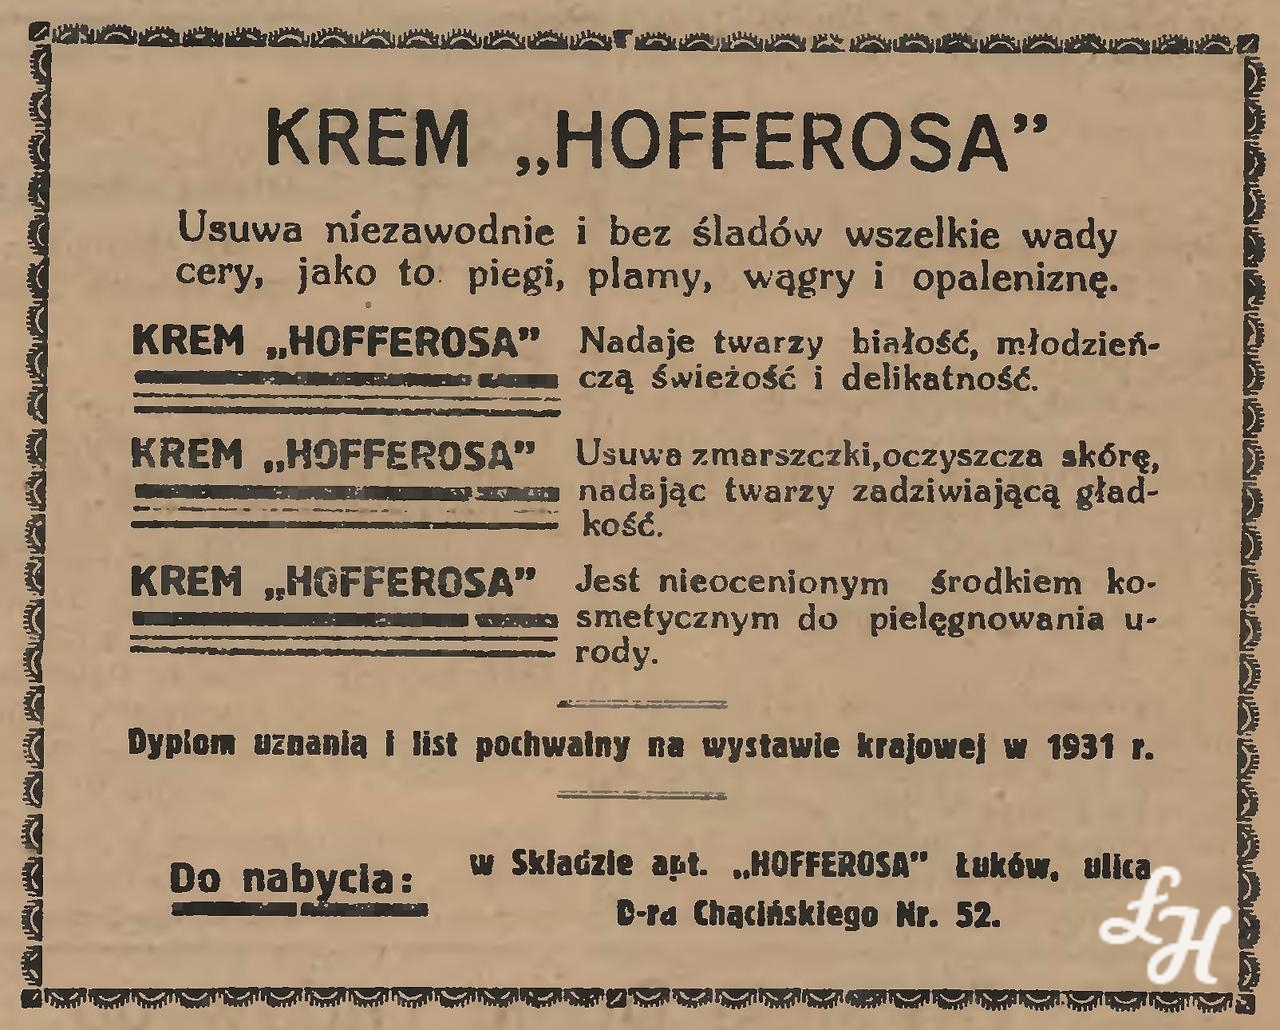 KREM „HOFFEROSA”
Usuwa niezawodnie i bez śladów wszelkie wady
cery, jako to: piegi, plamy, wągry i opaleniznę.
KREM „HOFFEROSA”
Nadaje twarzy białość, młodzień-
czą świeżość i delikatność.
KREM „HOFFEROSA”
Usuwa zmarszczki,oczyszcza skórę,
nadając twarzy zadziwiającą gład-
kość.
KREM „HOFFEROSA”
Jest nieocenionym środkiem ko-
smetycznym do pielęgnowania u-
rody.
Dyplom uznania i list pochwalny na wystawie krajowej w 1931 r.
Do nabycia:
w Składzie apt. „HOFFEROSA” Łuków, ulica
D-ra Chącińskiego Nr. 52.
ŁH